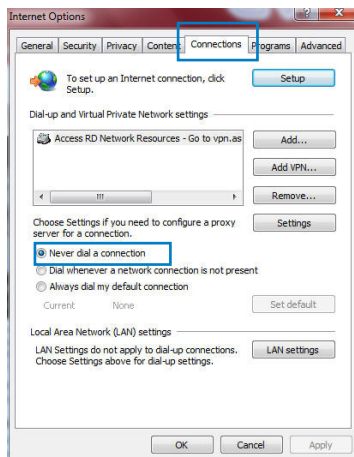 Internet Options
General Security Privacy Content Connections Programs Advanced
To set up an Internet connection, click
Setup.
Setup
Dial-up and Virtual Private Network settings
Access RD Network Resources - Go to vpn.as
Add...
Add VPN...
Remove...
Choose Settings if you need to configure a proxy
server for a connection.
Settings
Never dial a connection
Dial whenever a network connection is not present
Always dial my default connection
Current None
Set default
Local Area Network (LAN) settings
LAN Settings do not apply to dial-up connections.
Choose Settings above for dial-up settings.
LAN settings
OK Cancel Apply